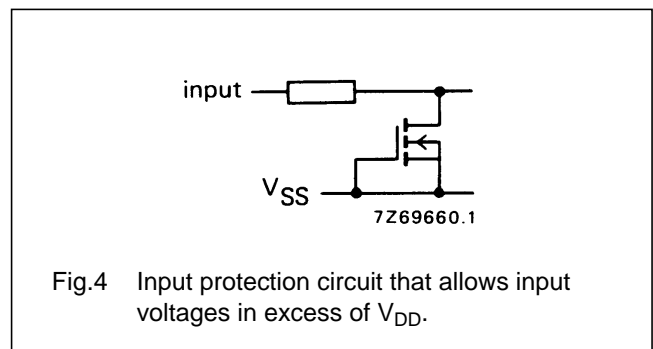 input
VSS
7Z69660.1
Fig.4 Input protection circuit that allows input
voltages in excess of VDD.